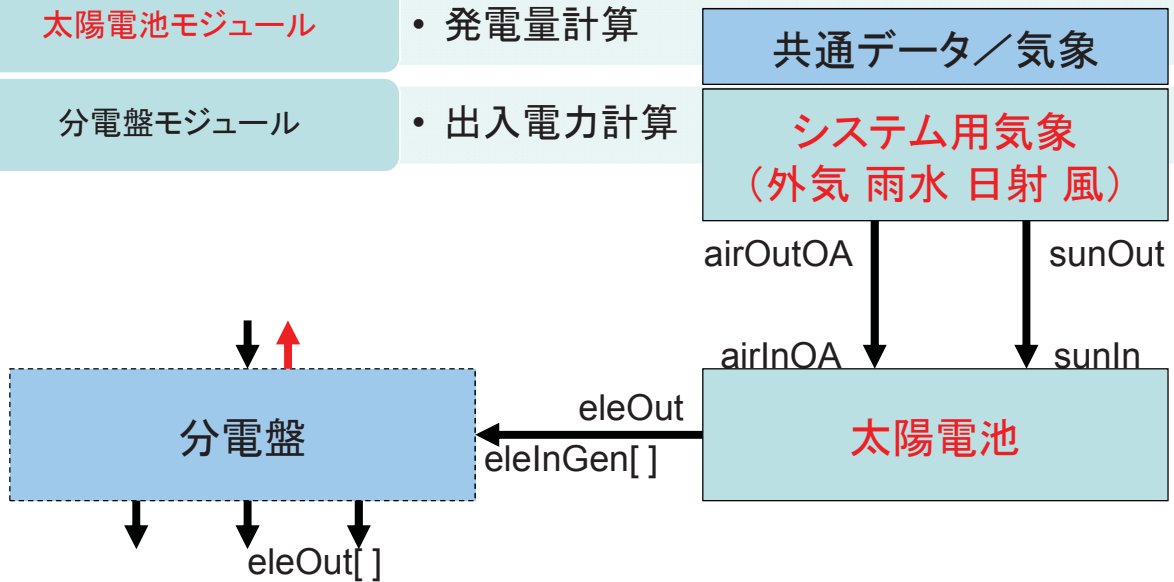 太陽電池モジュール
• 発電量計算
分電盤モジュール
• 出入電力計算
共通データ／気象
システム用気象
（外気 雨水 日射 風）
airOutOA
sunOut
airInOA
sunIn
分電盤
eleOut
eleInGen[ ]
太陽電池
eleOut[ ]